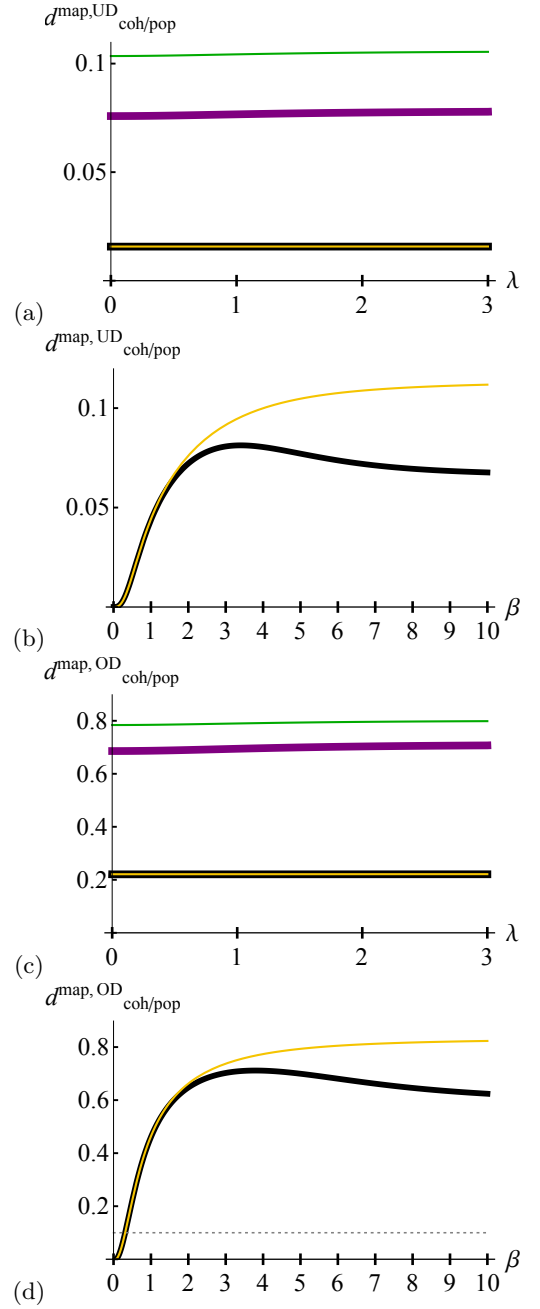 d^map,UD_coh/pop
0.1
0.05
0 1 2 3 λ
(a)
d^map, UD_coh/pop
0.1
0.05
0 1 2 3 4 5 6 7 8 9 10 β
(b)
d^map, OD_coh/pop
0.8
0.6
0.4
0.2
0 1 2 3 λ
(c)
d^map, OD_coh/pop
0.8
0.6
0.4
0.2
0 1 2 3 4 5 6 7 8 9 10 β
(d)